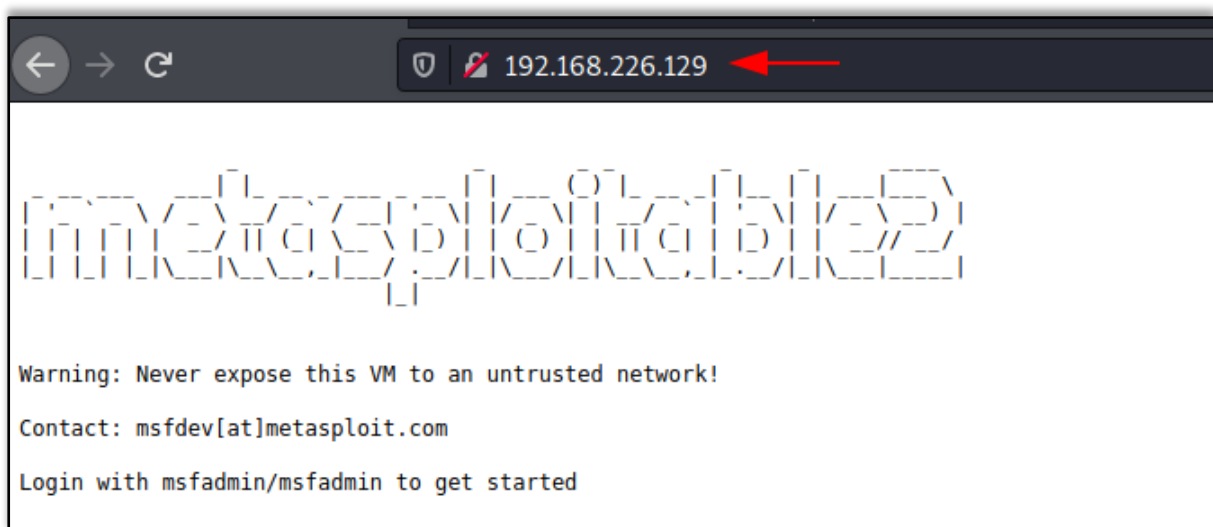 192.168.226.129
metasploitable2
Warning: Never expose this VM to an untrusted network!
Contact: msfdev[at]metasploit.com
Login with msfadmin/msfadmin to get started